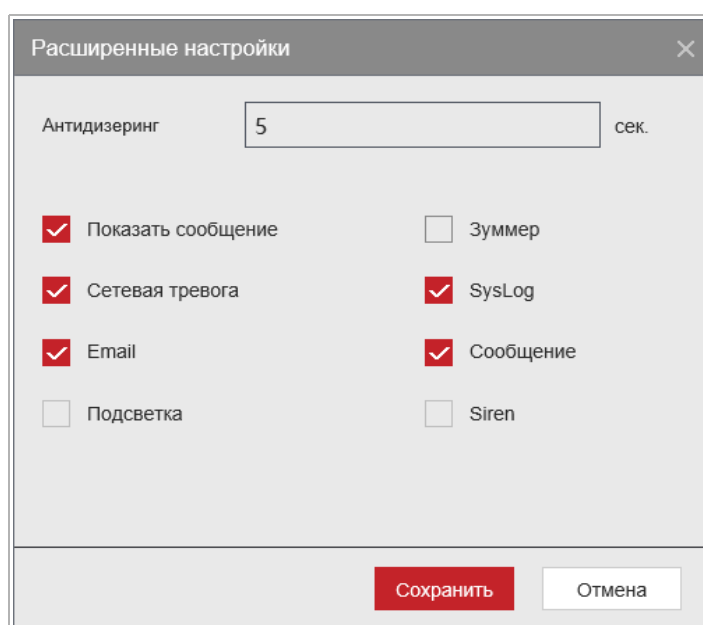 Расширенные настройки
Антидизеринг 5 сек.
Показать сообщение Зуммер
Сетевая тревога SysLog
Email Сообщение
Подсветка Siren
Сохранить Отмена